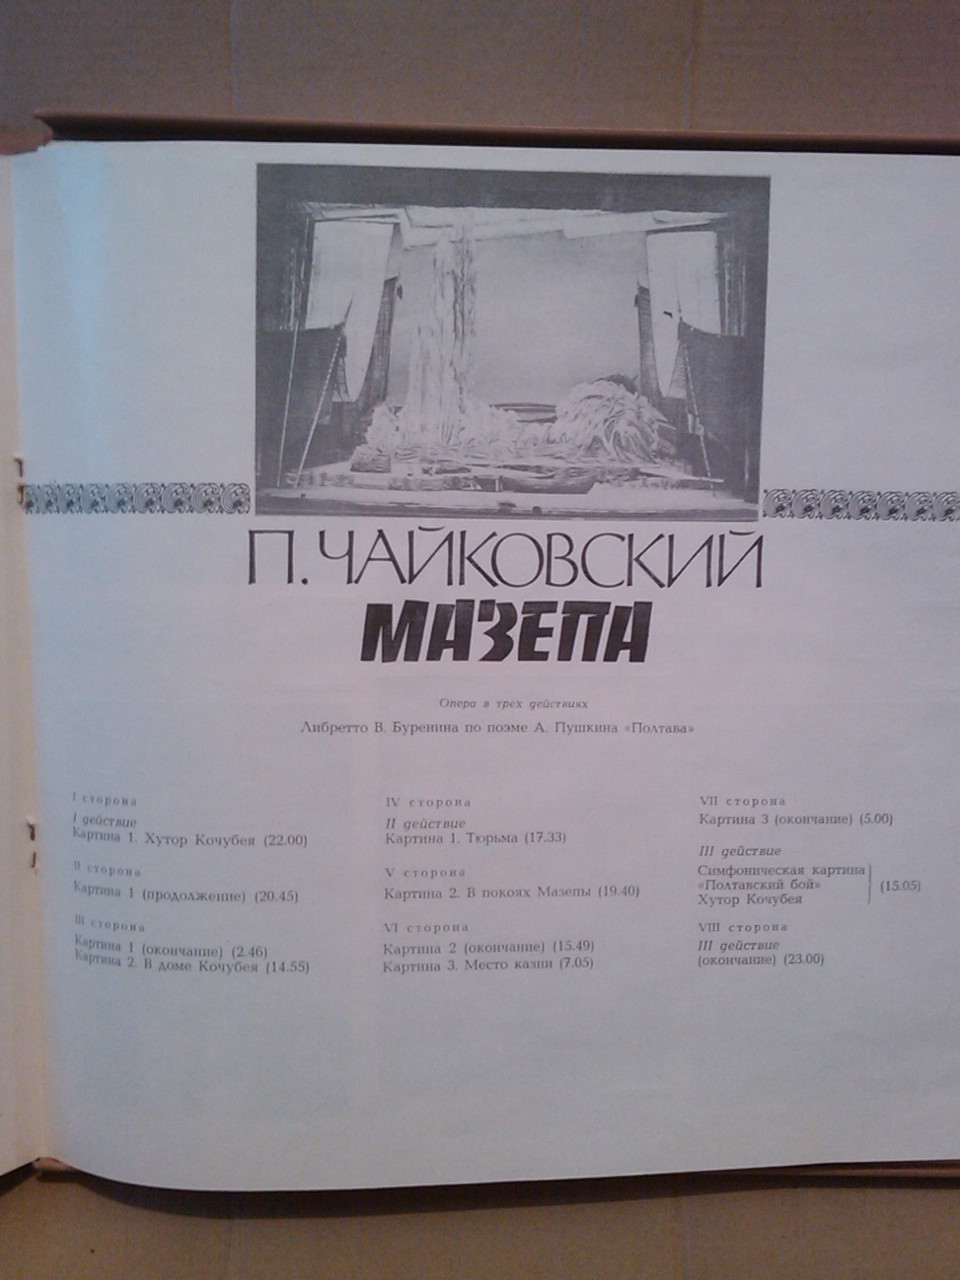 П. ЧАЙКОВСКИЙ
МАЗЕПА
Опера в трех действиях
Либретто В. Буренина по поэме А. Пушкина «Полтава»
I сторона
I действие
Картина 1. Хутор Кочубея (22.00)
II сторона
Картина 1 (продолжение) (20.45)
III сторона
Картина 1 (окончание) (2.46)
Картина 2. В доме Кочубея (14.55)
IV сторона
II действие
Картина 1. Тюрьма (17.33)
V сторона
Картина 2. В покоях Мазепы (19.40)
VI сторона
Картина 2 (окончание) (15.49)
Картина 3. Место казни (7.05)
VII сторона
Картина 3 (окончание) (5.00)
III действие
Симфоническая картина
«Полтавский бой» (15.05)
Хутор Кочубея
VIII сторона
III действие
(окончание) (23.00)